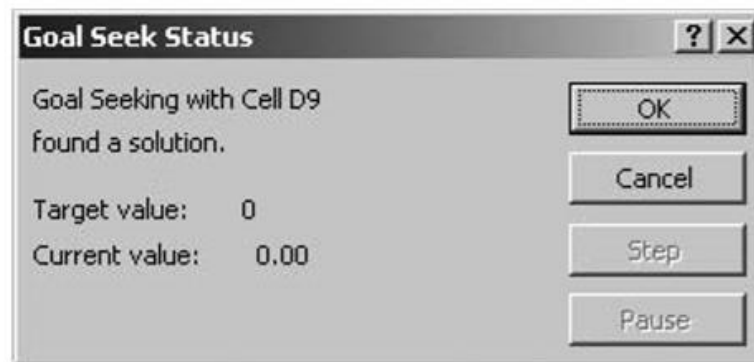 Goal Seek Status
? X
Goal Seeking with Cell D9
found a solution.
OK
Cancel
Target value: 0
Current value: 0.00
Step
Pause